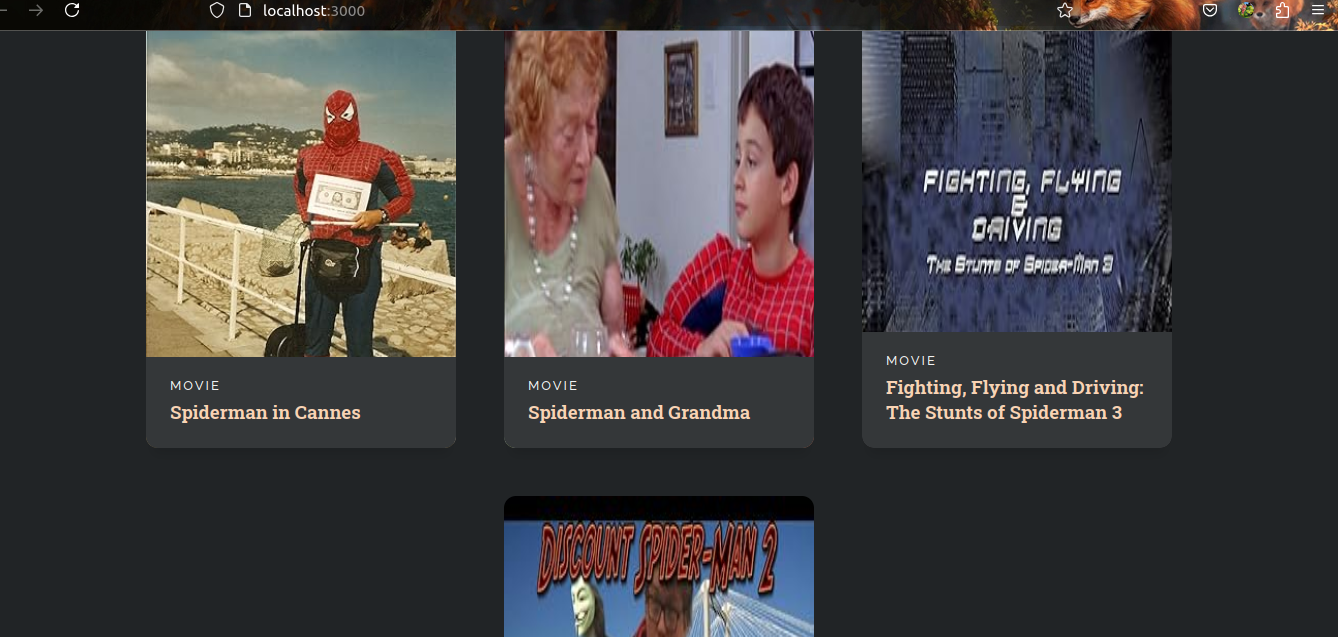 localhost:3000
FIGHTING, FLYING
&
DRIVING
THE STUNTS OF SPIDER-MAN 3
MOVIE
Spiderman in Cannes
MOVIE
Spiderman and Grandma
MOVIE
Fighting, Flying and Driving:
The Stunts of Spiderman 3
DISCOUNT SPIDER-MAN 2